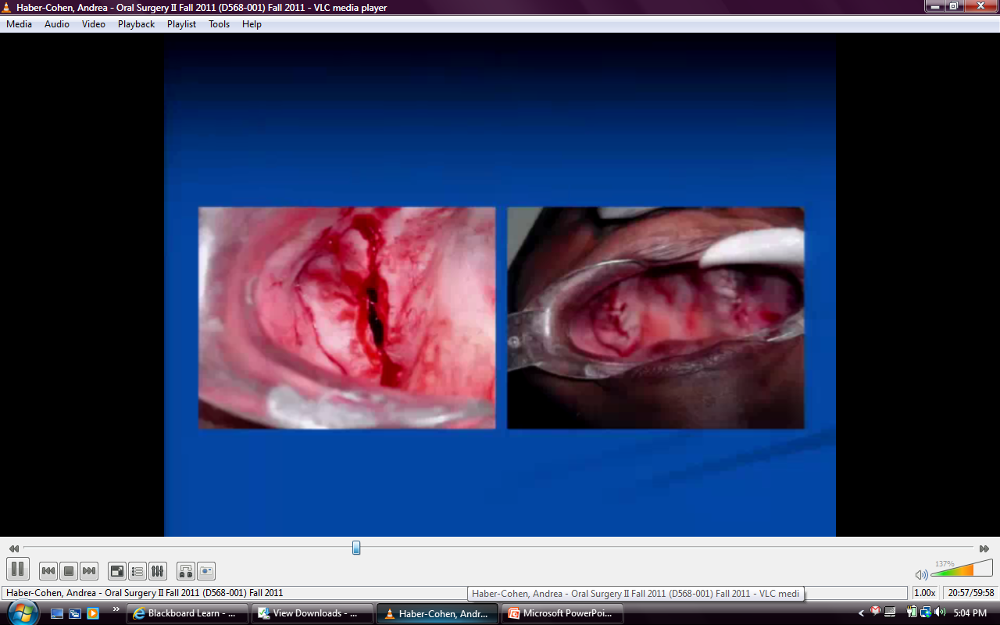 Haber-Cohen, Andrea - Oral Surgery II Fall 2011 (D568-001) Fall 2011 - VLC media player
Media Audio Video Playback Playlist Tools Help
137%
Haber-Cohen, Andrea - Oral Surgery II Fall 2011 (D568-001) Fall 2011
Haber-Cohen, Andrea - Oral Surgery II Fall 2011 (D568-001) Fall 2011 - VLC medi
1.00x
20:57/59:58
Blackboard Learn - ...
View Downloads - ...
Haber-Cohen, Andr...
Microsoft PowerPoi...
5:04 PM